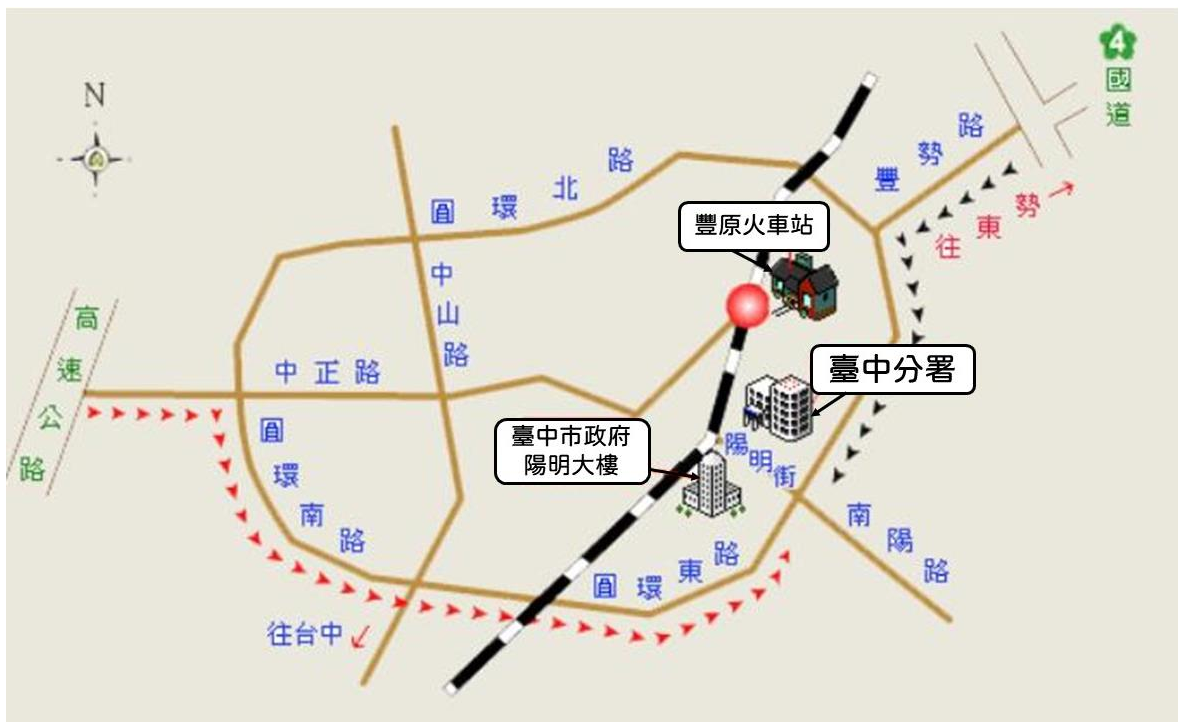 4
國道
N
豐勢路
圓環北路
往東勢
豐原火車站
中山路
高速公路
中正路
臺中分署
圓環南路
臺中市政府
陽明大樓
陽明街
南陽路
圓環東路
往台中